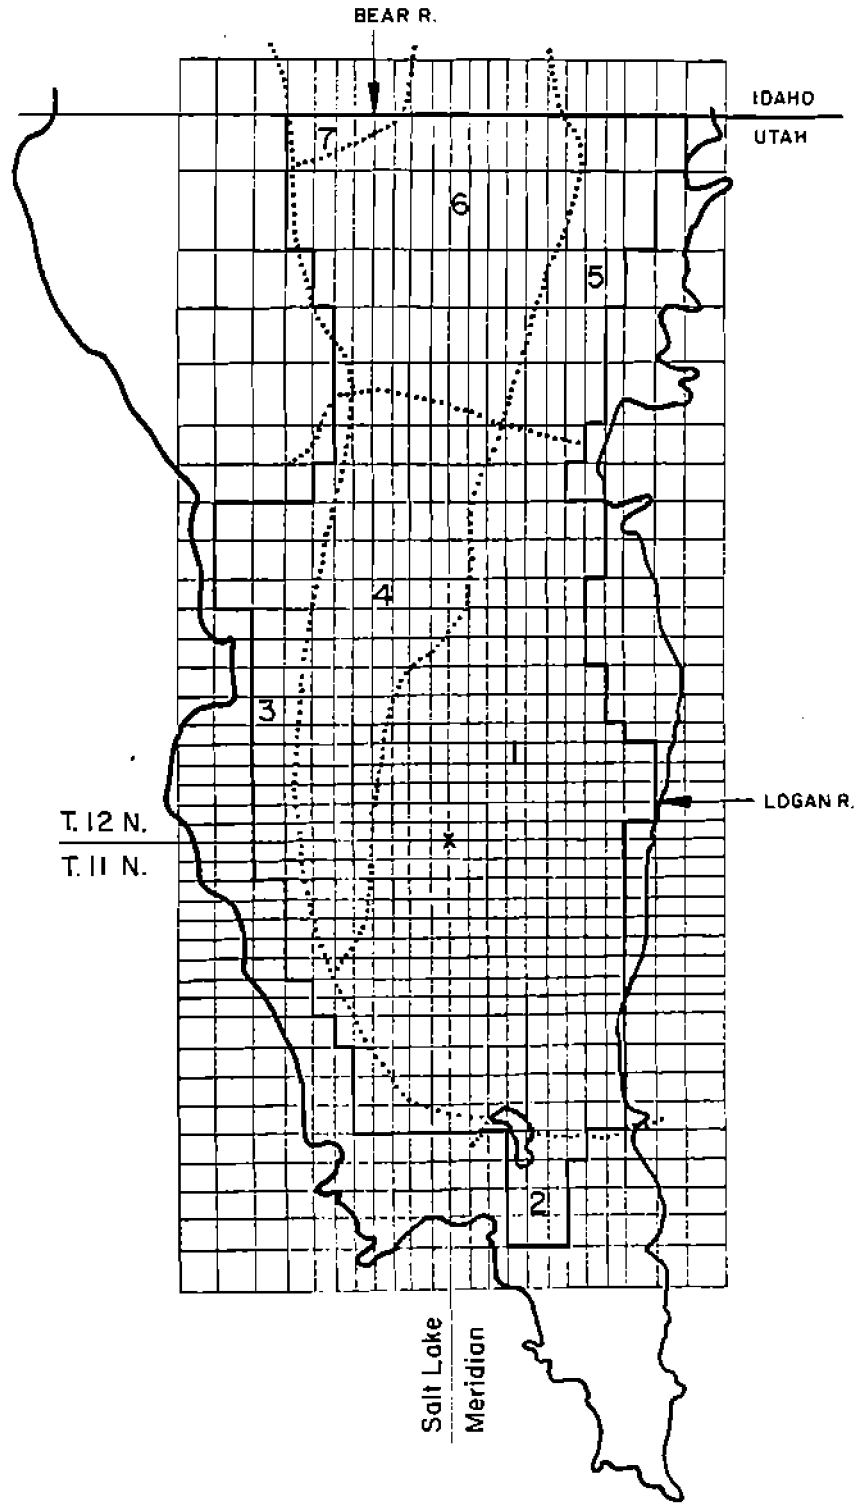 BEAR R.
IDAHO
UTAH
7
6
5
4
3
1
LOGAN R.
T. 12 N.
x
T. 11 N.
2
Salt Lake
Meridian